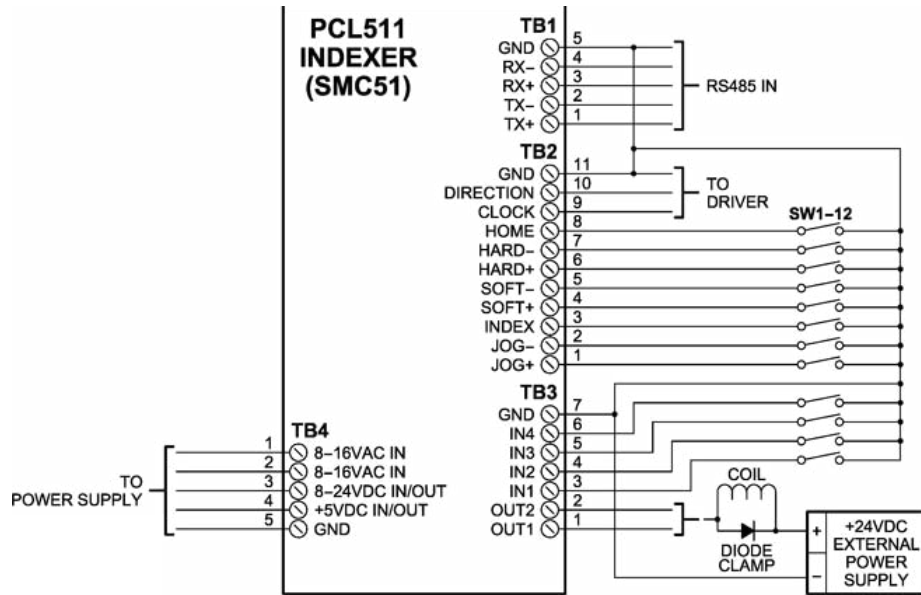 PCL511
INDEXER
(SMC51)
TB1
GND 5
RX– 4
RX+ 3
TX– 2
TX+ 1
RS485 IN
TB2
GND 11
DIRECTION 10
CLOCK 9
TO
DRIVER
HOME 8
HARD– 7
HARD+ 6
SOFT– 5
SOFT+ 4
INDEX 3
JOG– 2
JOG+ 1
SW1–12
TB3
GND 7
IN4 6
IN3 5
IN2 4
IN1 3
OUT2 2
OUT1 1
TB4
1 8–16VAC IN
2 8–16VAC IN
3 8–24VDC IN/OUT
4 +5VDC IN/OUT
5 GND
TO
POWER SUPPLY
COIL
DIODE
CLAMP
+
–
+24VDC
EXTERNAL
POWER
SUPPLY